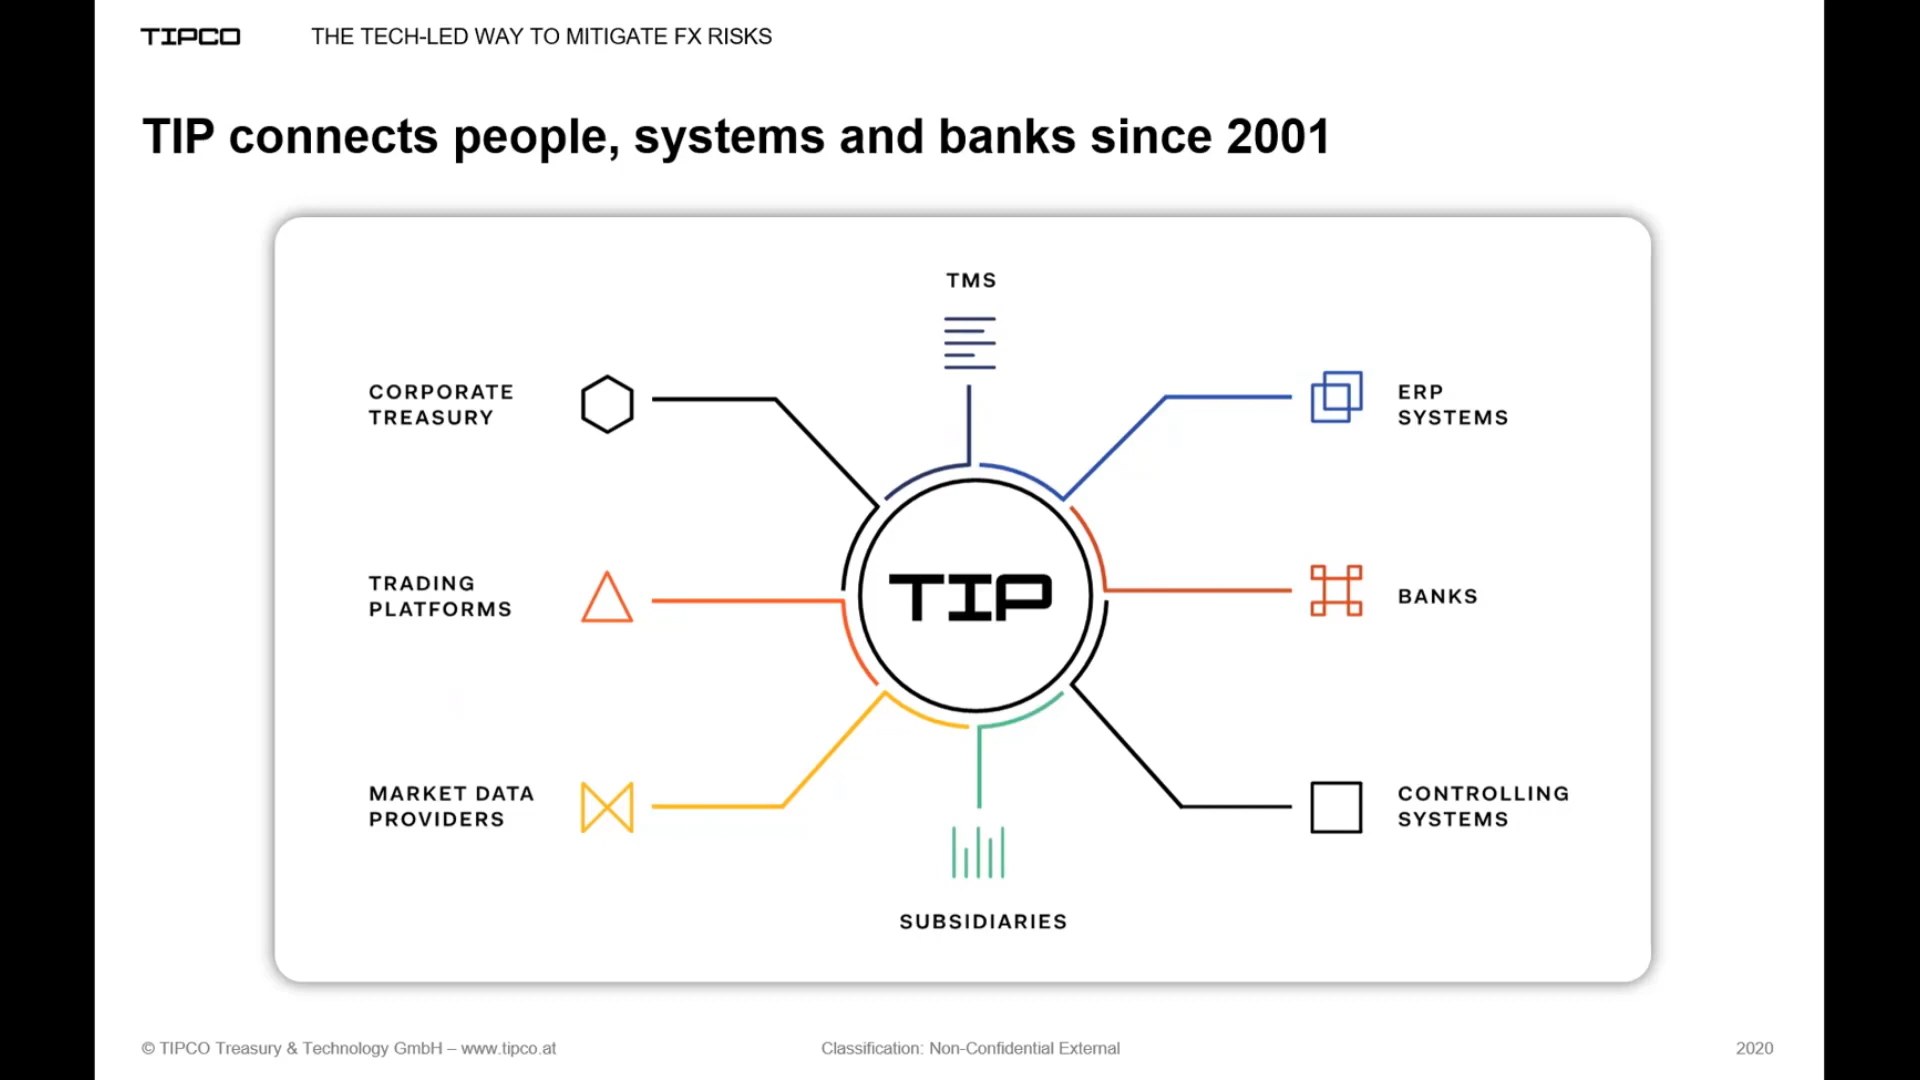 TIPCO
THE TECH-LED WAY TO MITIGATE FX RISKS
TIP connects people, systems and banks since 2001
TMS
CORPORATE
TREASURY
ERP
SYSTEMS
TRADING
PLATFORMS
TIP
BANKS
MARKET DATA
PROVIDERS
CONTROLLING
SYSTEMS
SUBSIDIARIES
© TIPCO Treasury & Technology GmbH – www.tipco.at
Classification: Non-Confidential External
2020